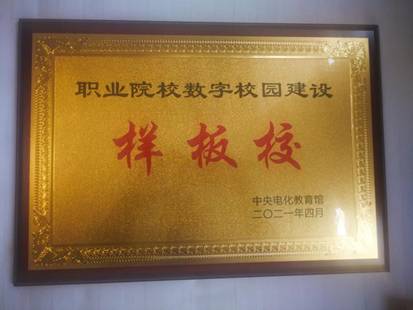 职业院校数字校园建设
样板校
中央电化教育馆
二〇二一年四月